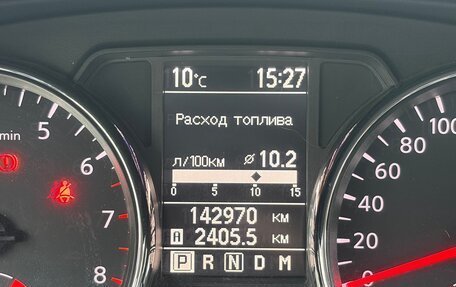 10°C 15:27
Расход топлива
л/100км ⌀ 10.2
0 5 10 15
142970 км
A 2405.5 км
P R N D M
min
5
6
7
8
100
80
60
40
20
0